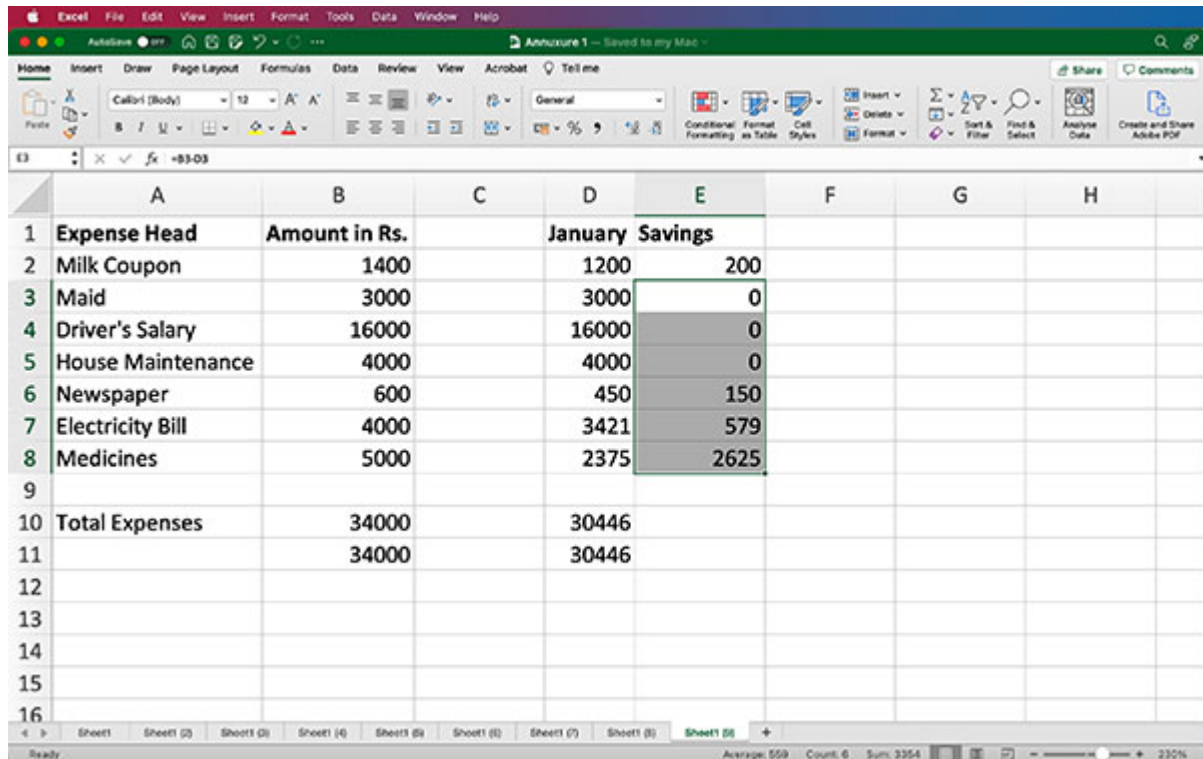 Excel File Edit View Insert Format Tools Data Window Help
AutoSave OFF Annuxure 1 — Saved to my Mac
Home Insert Draw Page Layout Formulas Data Review View Acrobat Tell me Share Comments
Paste Calibri (Body) 12 A A General Conditional Formatting Format as Table Cell Styles Insert Delete Format Sort & Filter Find & Select Analyse Data Create and Share Adobe PDF
B I U A % 9
E3 fx =B3-D3
A B C D E F G H
1 Expense Head Amount in Rs. January Savings
2 Milk Coupon 1400 1200 200
3 Maid 3000 3000 0
4 Driver's Salary 16000 16000 0
5 House Maintenance 4000 4000 0
6 Newspaper 600 450 150
7 Electricity Bill 4000 3421 579
8 Medicines 5000 2375 2625
9
10 Total Expenses 34000 30446
11 34000 30446
12
13
14
15
16
Sheet1 Sheet1 (2) Sheet1 (3) Sheet1 (4) Sheet1 (5) Sheet1 (6) Sheet1 (7) Sheet1 (8) Sheet1 (9) +
Ready Average: 559 Count: 6 Sum: 3354 230%